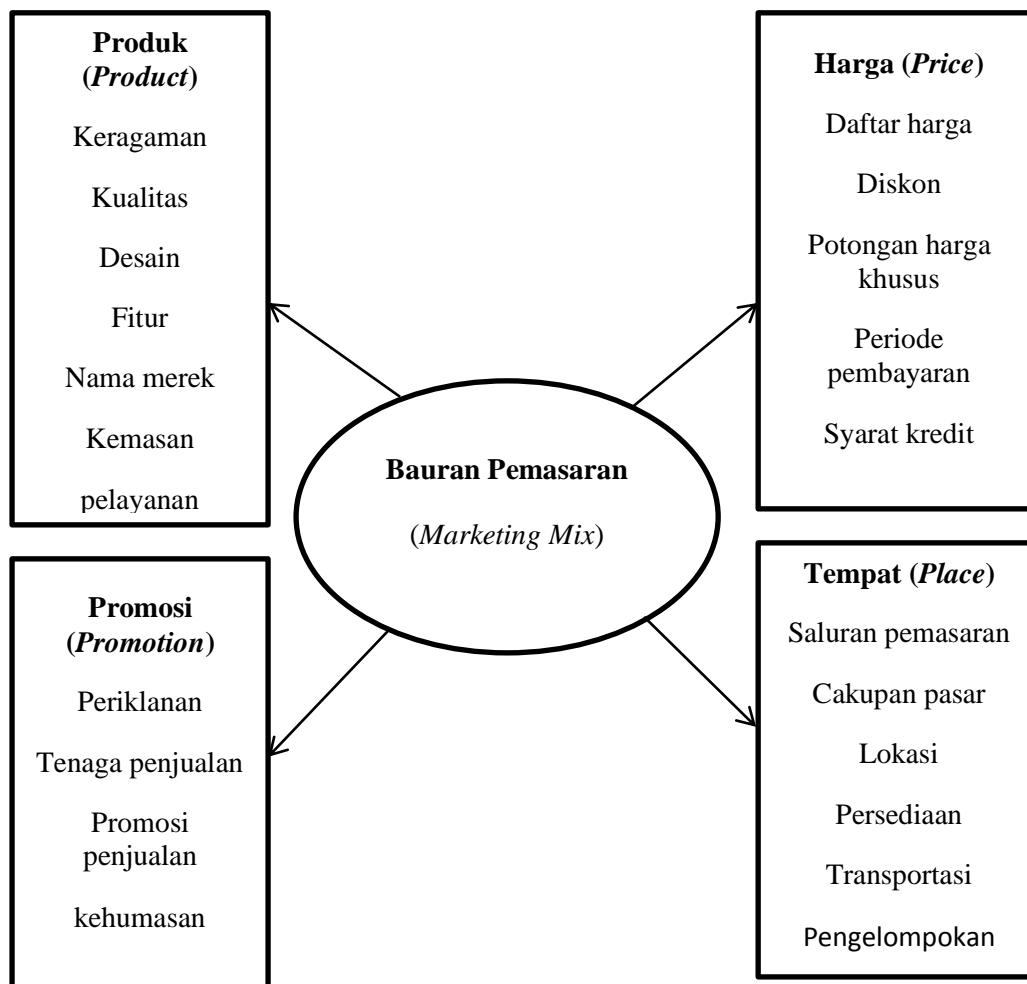 Produk
(Product)
Keragaman
Kualitas
Desain
Fitur
Nama merek
Kemasan
pelayanan
Harga (Price)
Daftar harga
Diskon
Potongan harga
khusus
Periode
pembayaran
Syarat kredit
Bauran Pemasaran
(Marketing Mix)
Promosi
(Promotion)
Periklanan
Tenaga penjualan
Promosi
penjualan
kehumasan
Tempat (Place)
Saluran pemasaran
Cakupan pasar
Lokasi
Persediaan
Transportasi
Pengelompokan